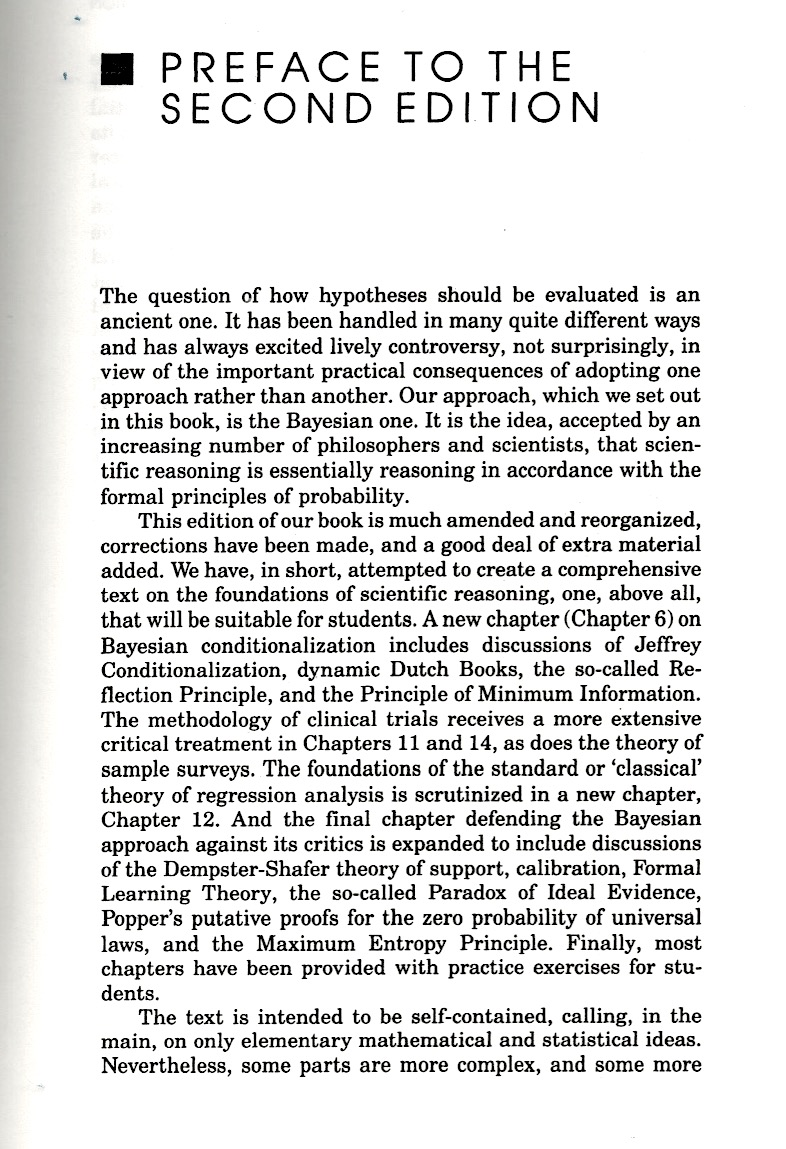 PREFACE TO THE
SECOND EDITION
The question of how hypotheses should be evaluated is an
ancient one. It has been handled in many quite different ways
and has always excited lively controversy, not surprisingly, in
view of the important practical consequences of adopting one
approach rather than another. Our approach, which we set out
in this book, is the Bayesian one. It is the idea, accepted by an
increasing number of philosophers and scientists, that scien-
tific reasoning is essentially reasoning in accordance with the
formal principles of probability.
This edition of our book is much amended and reorganized,
corrections have been made, and a good deal of extra material
added. We have, in short, attempted to create a comprehensive
text on the foundations of scientific reasoning, one, above all,
that will be suitable for students. A new chapter (Chapter 6) on
Bayesian conditionalization includes discussions of Jeffrey
Conditionalization, dynamic Dutch Books, the so-called Re-
flection Principle, and the Principle of Minimum Information.
The methodology of clinical trials receives a more extensive
critical treatment in Chapters 11 and 14, as does the theory of
sample surveys. The foundations of the standard or ‘classical’
theory of regression analysis is scrutinized in a new chapter,
Chapter 12. And the final chapter defending the Bayesian
approach against its critics is expanded to include discussions
of the Dempster-Shafer theory of support, calibration, Formal
Learning Theory, the so-called Paradox of Ideal Evidence,
Popper’s putative proofs for the zero probability of universal
laws, and the Maximum Entropy Principle. Finally, most
chapters have been provided with practice exercises for stu-
dents.
The text is intended to be self-contained, calling, in the
main, on only elementary mathematical and statistical ideas.
Nevertheless, some parts are more complex, and some more